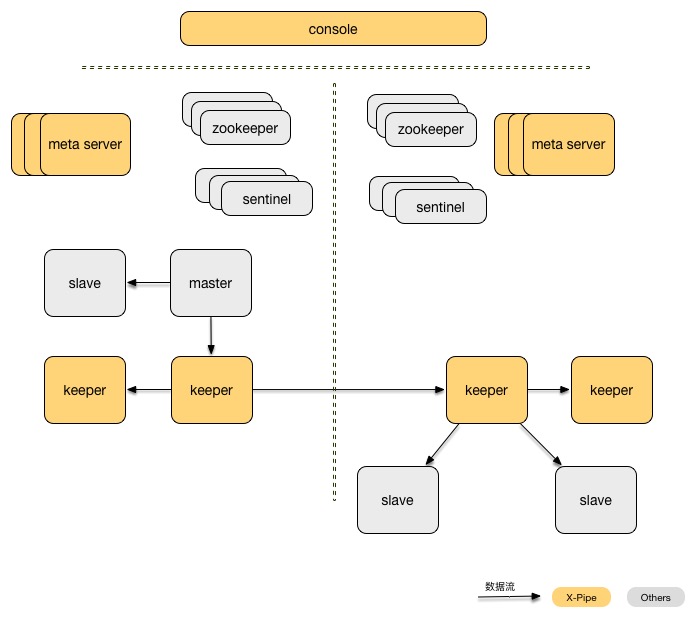 console
zookeeper
zookeeper
meta server
meta server
sentinel
sentinel
slave
master
keeper
keeper
keeper
keeper
slave
slave
数据流
X-Pipe
Others